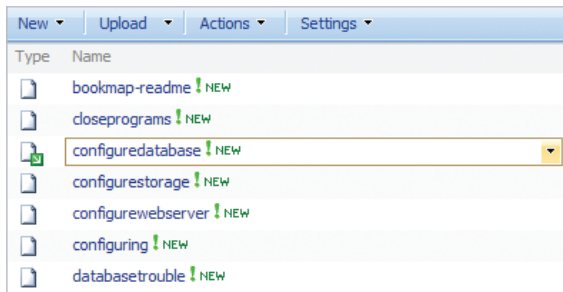 New Upload Actions Settings
Type Name
bookmap-readme ! NEW
closeprograms ! NEW
configuredatabase ! NEW
configurestorage ! NEW
configurewebserver ! NEW
configuring ! NEW
databasetrouble ! NEW